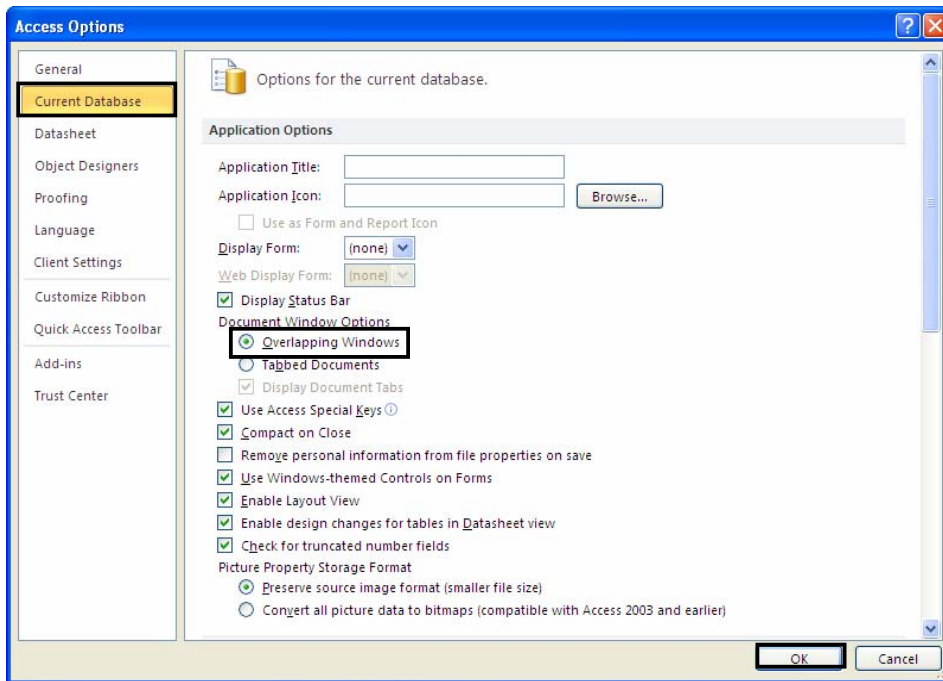 Access Options
General
Current Database
Datasheet
Object Designers
Proofing
Language
Client Settings
Customize Ribbon
Quick Access Toolbar
Add-ins
Trust Center
Options for the current database.
Application Options
Application Title:
Application Icon:
Browse...
Use as Form and Report Icon
Display Form: (none)
Web Display Form: (none)
Display Status Bar
Document Window Options
Overlapping Windows
Tabbed Documents
Display Document Tabs
Use Access Special Keys
Compact on Close
Remove personal information from file properties on save
Use Windows-themed Controls on Forms
Enable Layout View
Enable design changes for tables in Datasheet view
Check for truncated number fields
Picture Property Storage Format
Preserve source image format (smaller file size)
Convert all picture data to bitmaps (compatible with Access 2003 and earlier)
OK Cancel